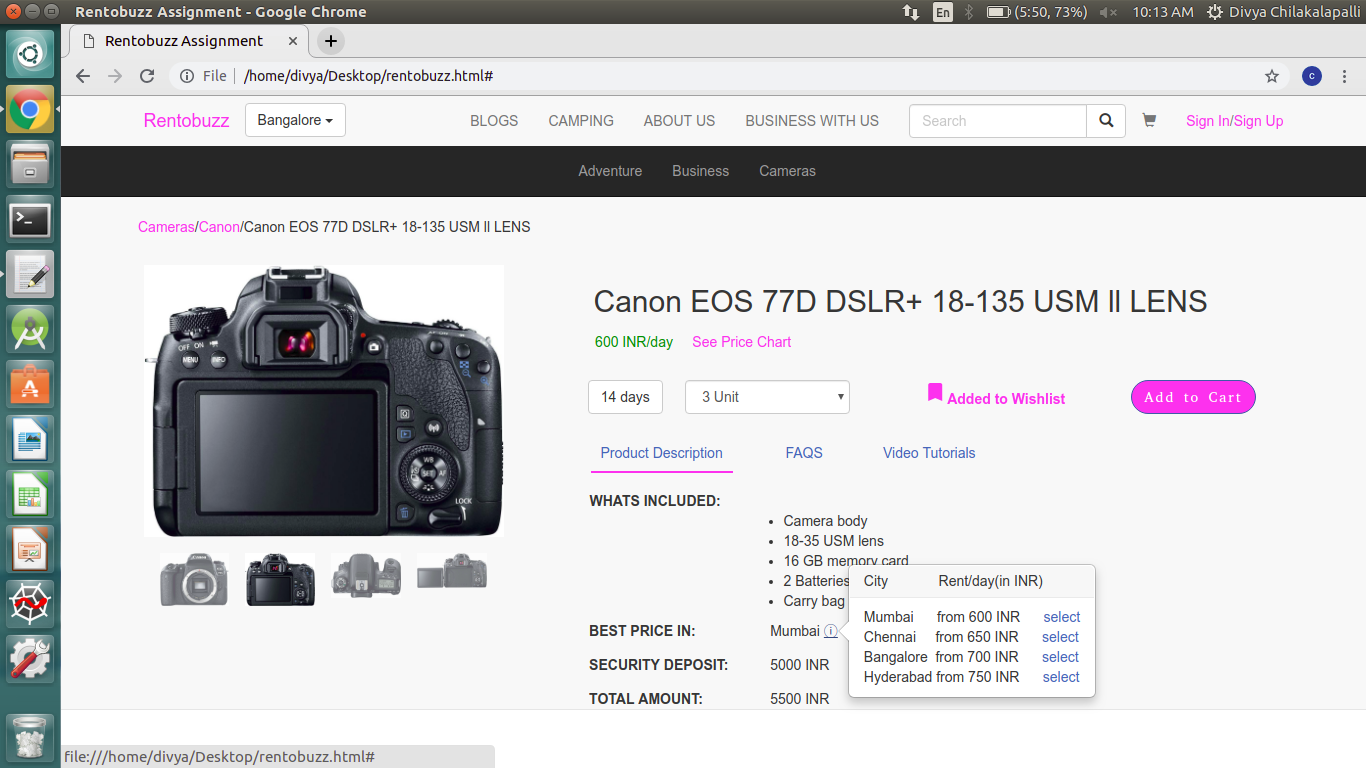 Rentobuzz Assignment - Google Chrome
En
(5:50, 73%)
10:13 AM
Divya Chilakalapalli
Rentobuzz Assignment
File
/home/divya/Desktop/rentobuzz.html#
c
Rentobuzz
Bangalore
BLOGS
CAMPING
ABOUT US
BUSINESS WITH US
Search
Sign In/Sign Up
Adventure
Business
Cameras
Cameras/Canon/Canon EOS 77D DSLR+ 18-135 USM ll LENS
OFF ON
MENU
INFO
Q
WB
AF
LOCK
Canon EOS 77D DSLR+ 18-135 USM ll LENS
600 INR/day
See Price Chart
14 days
3 Unit
Added to Wishlist
Add to Cart
Product Description
FAQS
Video Tutorials
WHATS INCLUDED:
• Camera body
• 18-35 USM lens
• 16 GB memory card
• 2 Batteries
• Carry bag
City Rent/day(in INR)
Mumbai from 600 INR select
Chennai from 650 INR select
Bangalore from 700 INR select
Hyderabad from 750 INR select
BEST PRICE IN: Mumbai
SECURITY DEPOSIT: 5000 INR
TOTAL AMOUNT: 5500 INR
file:///home/divya/Desktop/rentobuzz.html#